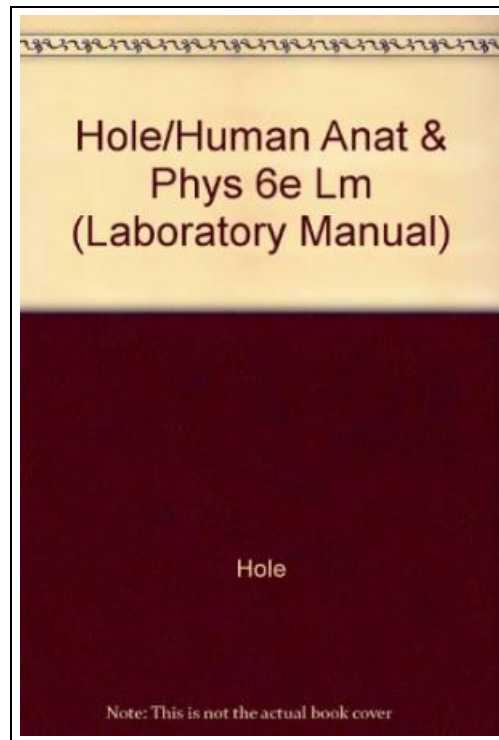 Hole/Human Anat &
Phys 6e Lm
(Laboratory Manual)
Hole
Note: This is not the actual book cover